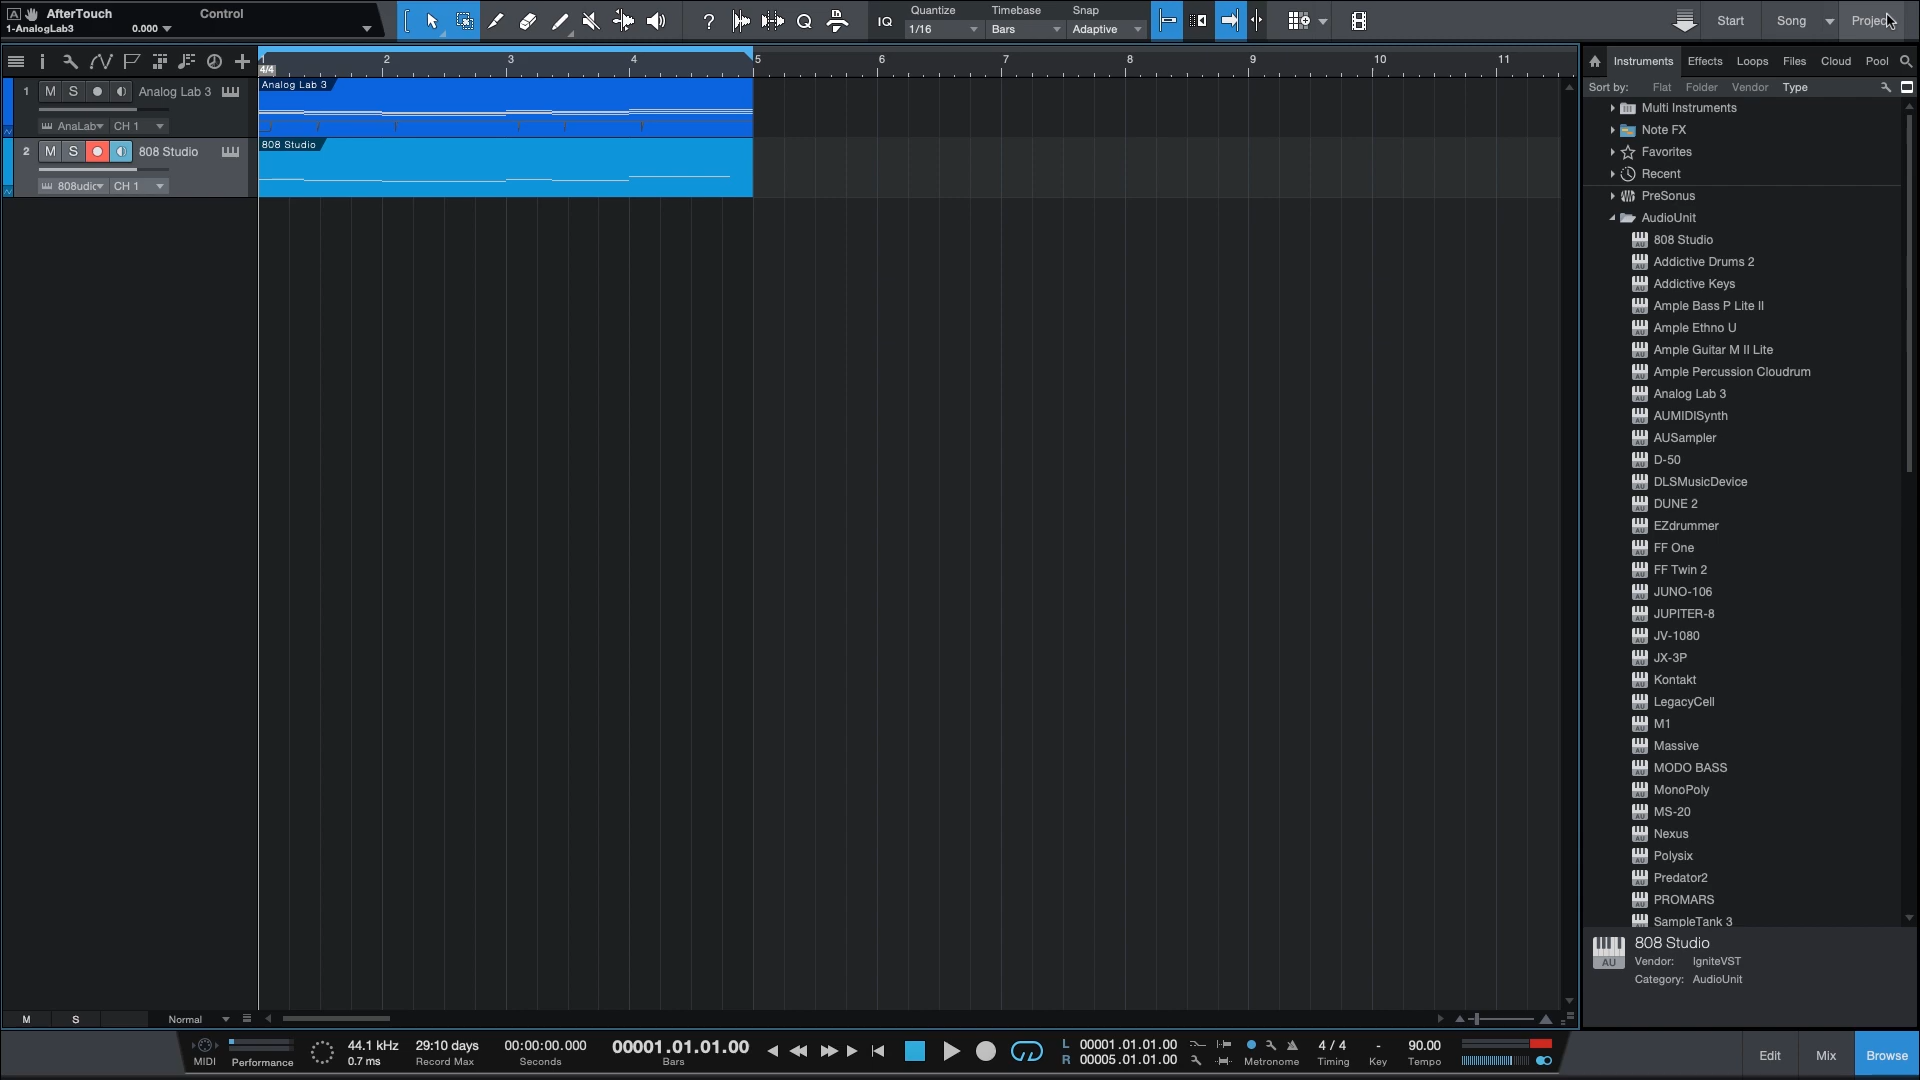 A AfterTouch Control
1-AnalogLab3 0.000
IQ Quantize Timebase Snap
1/16 Bars Adaptive
Start Song Project
1 M S Analog Lab 3
AnaLab CH 1
2 M S 808 Studio
808udic CH 1
4/4 2 3 4 5 6 7 8 9 10 11
Analog Lab 3
808 Studio
Instruments Effects Loops Files Cloud Pool
Sort by: Flat Folder Vendor Type
Multi Instruments
Note FX
Favorites
Recent
PreSonus
AudioUnit
808 Studio
Addictive Drums 2
Addictive Keys
Ample Bass P Lite II
Ample Ethno U
Ample Guitar M II Lite
Ample Percussion Cloudrum
Analog Lab 3
AUMIDISynth
AUSampler
D-50
DLSMusicDevice
DUNE 2
EZdrummer
FF One
FF Twin 2
JUNO-106
JUPITER-8
JV-1080
JX-3P
Kontakt
LegacyCell
M1
Massive
MODO BASS
MonoPoly
MS-20
Nexus
Polysix
Predator2
PROMARS
SampleTank 3
808 Studio
AU
Vendor: IgniteVST
Category: AudioUnit
M S Normal
MIDI Performance
44.1 kHz
0.7 ms
29:10 days
Record Max
00:00:00.000
Seconds
00001.01.01.00
Bars
L 00001.01.01.00
R 00005.01.01.00
Metronome
4 / 4
Timing
-
Key
90.00
Tempo
Edit Mix Browse